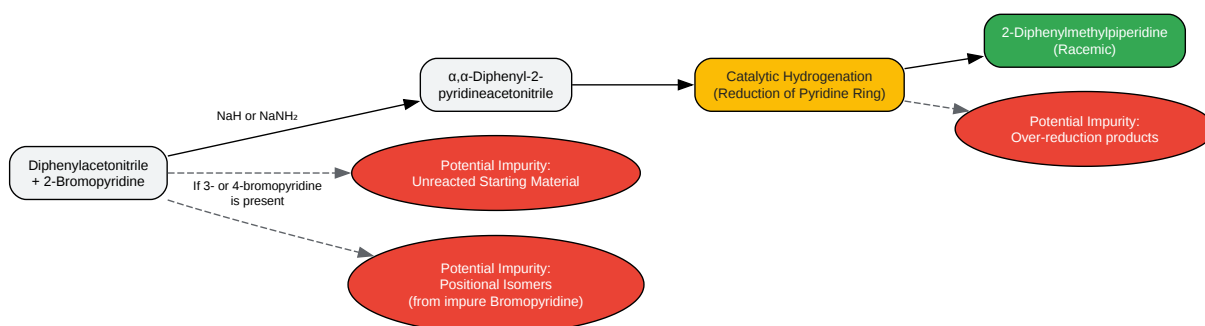 Diphenylacetonitrile
+ 2-Bromopyridine
NaH or NaNH₂
If 3- or 4-bromopyridine
is present
α,α-Diphenyl-2-
pyridineacetonitrile
Potential Impurity:
Unreacted Starting Material
Potential Impurity:
Positional Isomers
(from impure Bromopyridine)
Catalytic Hydrogenation
(Reduction of Pyridine Ring)
2-Diphenylmethylpiperidine
(Racemic)
Potential Impurity:
Over-reduction products